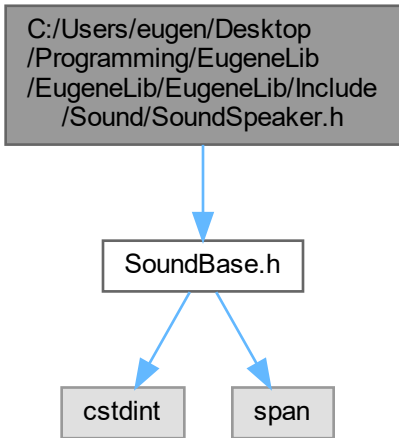 C:/Users/eugen/Desktop
/Programming/EugeneLib
/EugeneLib/EugeneLib/Include
/Sound/SoundSpeaker.h
SoundBase.h
cstdint
span